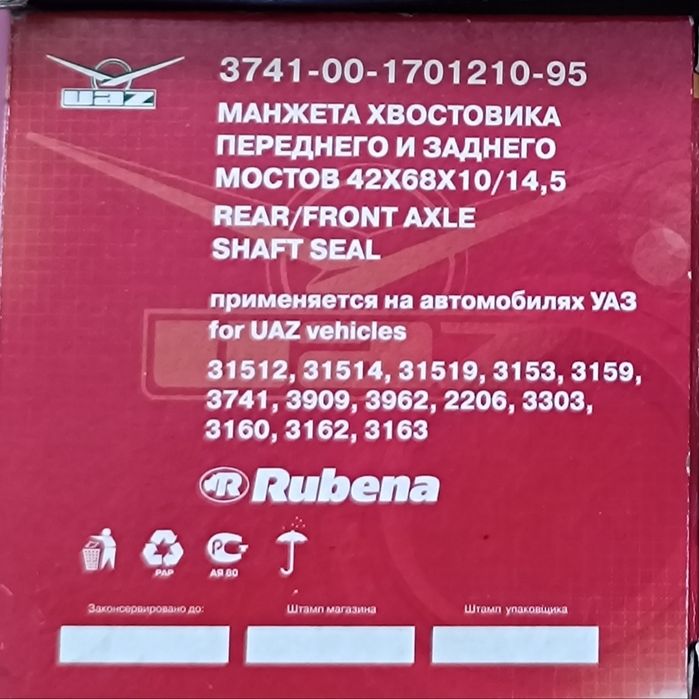 uaz
3741-00-1701210-95
МАНЖЕТА ХВОСТОВИКА
ПЕРЕДНЕГО И ЗАДНЕГО
МОСТОВ 42Х68Х10/14,5
REAR/FRONT AXLE
SHAFT SEAL
применяется на автомобилях УАЗ
for UAZ vehicles
31512, 31514, 31519, 3153, 3159,
3741, 3909, 3962, 2206, 3303,
3160, 3162, 3163
R Rubena
PAP
АЯ 60
Законсервировано до:
Штамп магазина
Штамп упаковщика